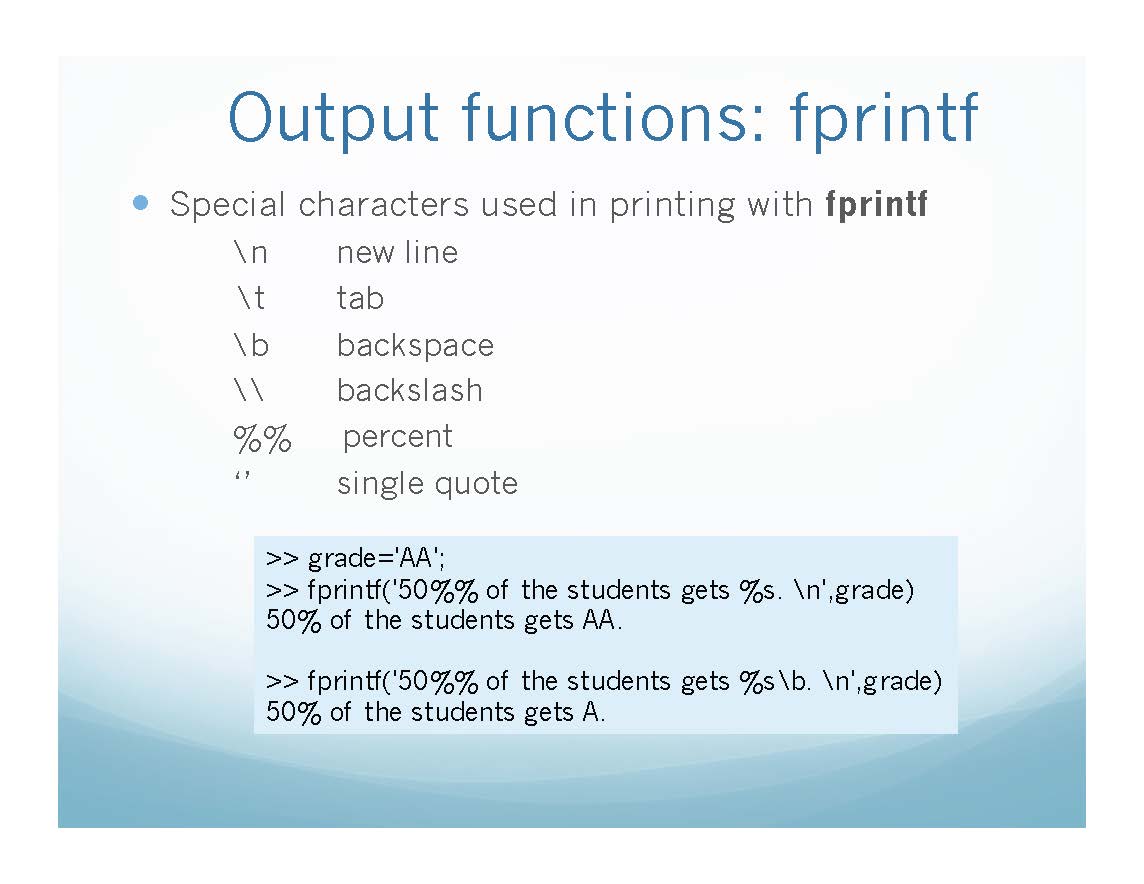 Output functions: fprintf
• Special characters used in printing with fprintf
\n new line
\t tab
\b backspace
\\ backslash
%% percent
‘’ single quote
>> grade='AA';
>> fprintf('50%% of the students gets %s. \n',grade)
50% of the students gets AA.
>> fprintf('50%% of the students gets %s\b. \n',grade)
50% of the students gets A.